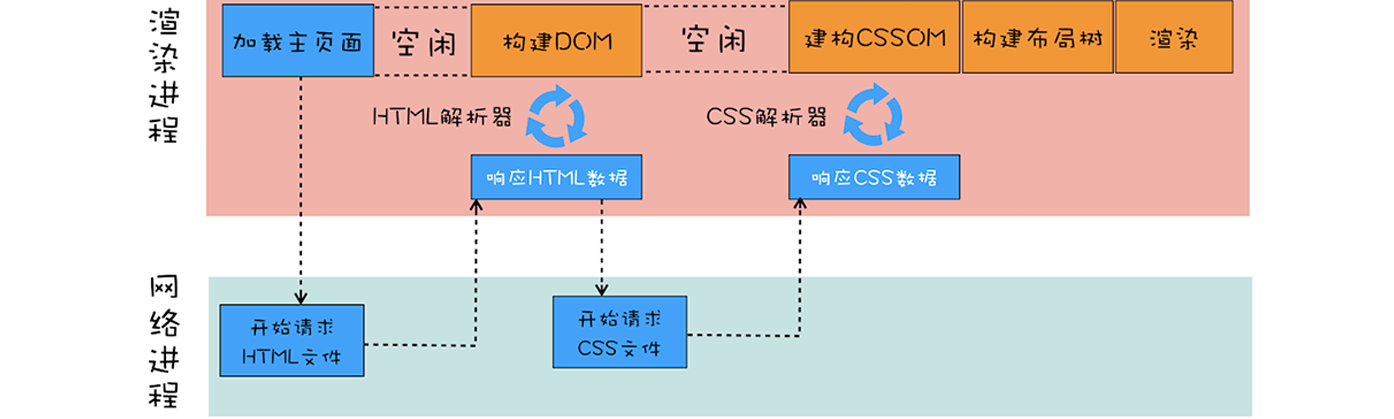 渲染进程
加载主页面
空闲
构建DOM
空闲
建构CSSOM
构建布局树
渲染
HTML解析器
CSS解析器
响应HTML数据
响应CSS数据
网络进程
开始请求
HTML文件
开始请求
CSS文件